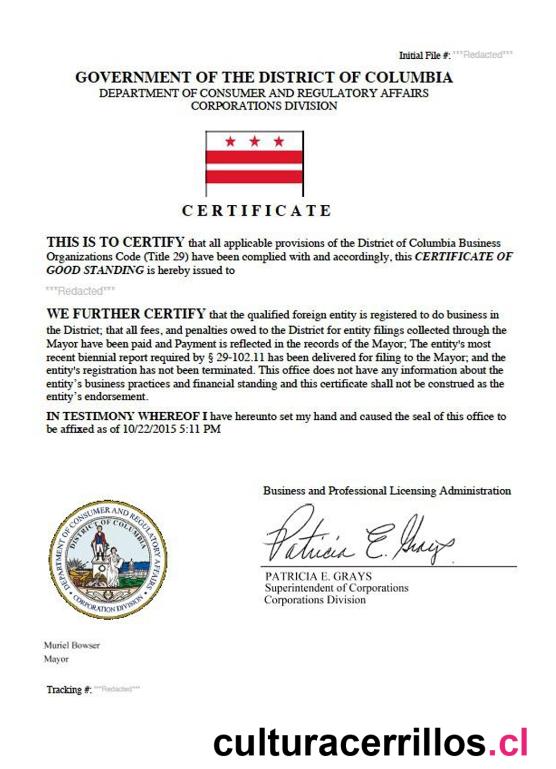 Initial File #: ***Redacted***
GOVERNMENT OF THE DISTRICT OF COLUMBIA
DEPARTMENT OF CONSUMER AND REGULATORY AFFAIRS
CORPORATIONS DIVISION
CERTIFICATE
THIS IS TO CERTIFY that all applicable provisions of the District of Columbia Business
Organizations Code (Title 29) have been complied with and accordingly, this CERTIFICATE OF
GOOD STANDING is hereby issued to
***Redacted***
WE FURTHER CERTIFY that the qualified foreign entity is registered to do business in
the District; that all fees, and penalties owed to the District for entity filings collected through the
Mayor have been paid and Payment is reflected in the records of the Mayor; The entity's most
recent biennial report required by § 29-102.11 has been delivered for filing to the Mayor; and the
entity's registration has not been terminated. This office does not have any information about the
entity's business practices and financial standing and this certificate shall not be construed as the
entity's endorsement.
IN TESTIMONY WHEREOF I have hereunto set my hand and caused the seal of this office to
be affixed as of 10/22/2015 5:11 PM
Business and Professional Licensing Administration
Patricia E. Grays
PATRICIA E. GRAYS
Superintendent of Corporations
Corporations Division
DEPARTMENT OF CONSUMER AND REGULATORY AFFAIRS
DISTRICT OF COLUMBIA
CORPORATION DIVISION
Muriel Bowser
Mayor
Tracking #: ***Redacted***
culturacerrillos.cl